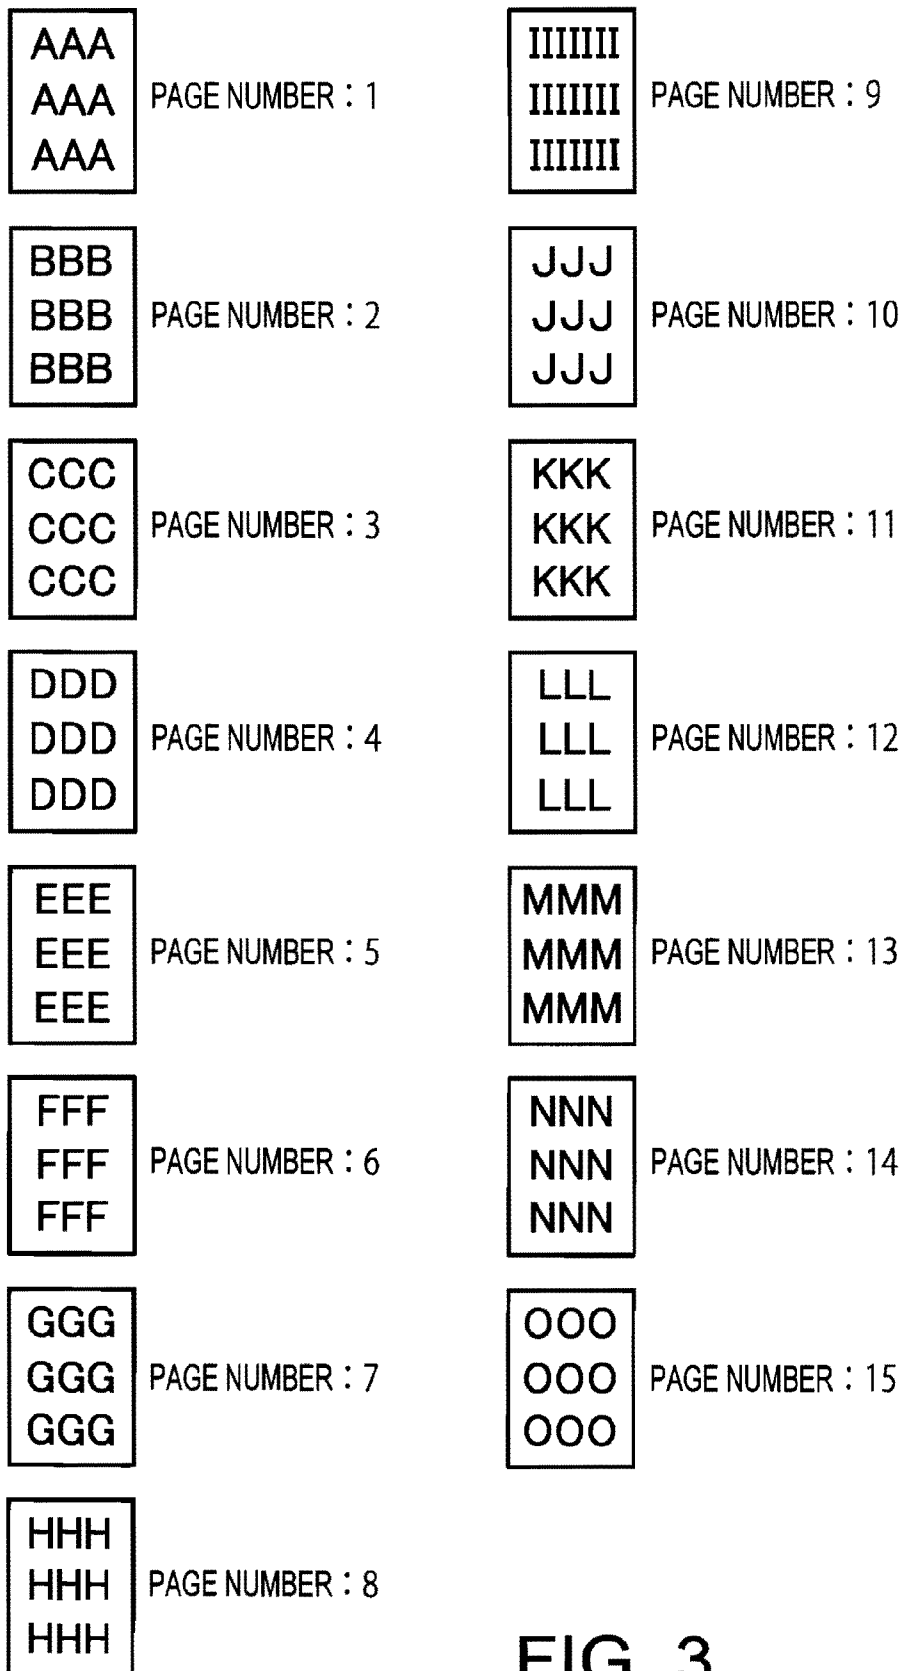 AAA
AAA
AAA
PAGE NUMBER : 1
BBB
BBB
BBB
PAGE NUMBER : 2
CCC
CCC
CCC
PAGE NUMBER : 3
DDD
DDD
DDD
PAGE NUMBER : 4
EEE
EEE
EEE
PAGE NUMBER : 5
FFF
FFF
FFF
PAGE NUMBER : 6
GGG
GGG
GGG
PAGE NUMBER : 7
HHH
HHH
HHH
PAGE NUMBER : 8
IIIIIII
IIIIIII
IIIIIII
PAGE NUMBER : 9
JJJ
JJJ
JJJ
PAGE NUMBER : 10
KKK
KKK
KKK
PAGE NUMBER : 11
LLL
LLL
LLL
PAGE NUMBER : 12
MMM
MMM
MMM
PAGE NUMBER : 13
NNN
NNN
NNN
PAGE NUMBER : 14
OOO
OOO
OOO
PAGE NUMBER : 15
FIG. 3